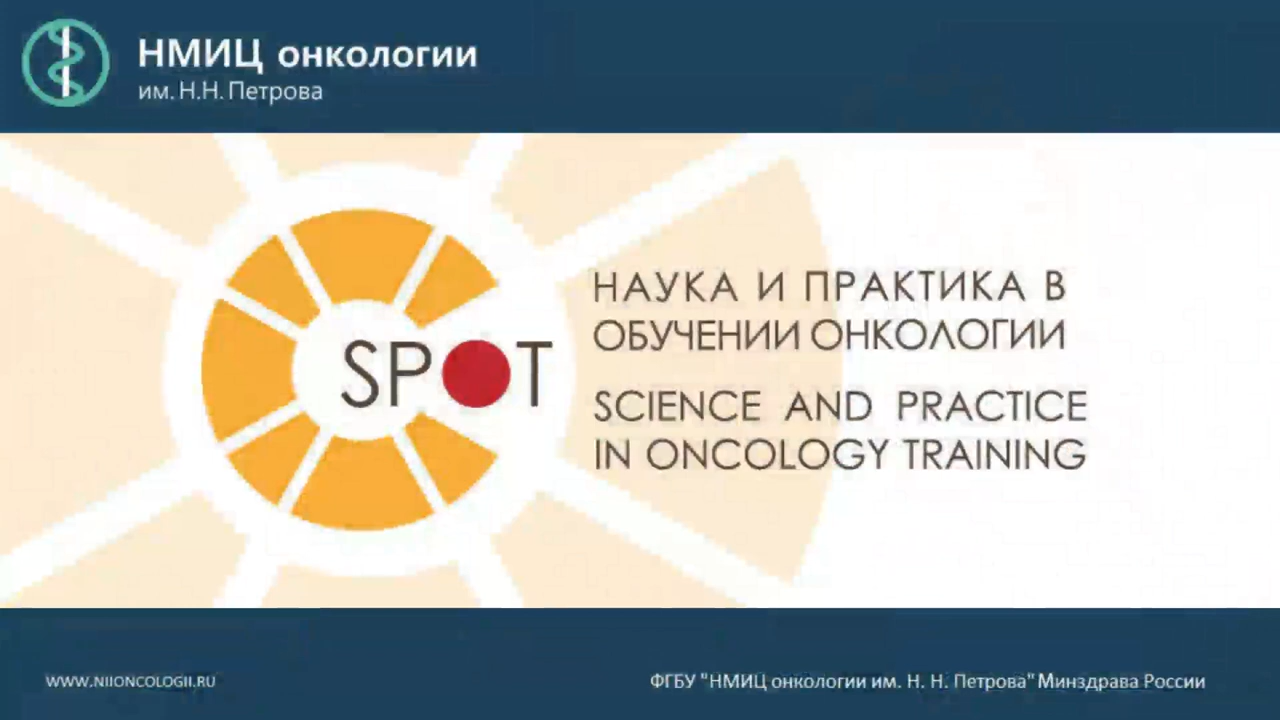 НМИЦ онкологии
им. Н.Н. Петрова
SPOT
НАУКА И ПРАКТИКА В
ОБУЧЕНИИ ОНКОЛОГИИ
SCIENCE AND PRACTICE
IN ONCOLOGY TRAINING
WWW.NIIONCOLOGII.RU
ФГБУ "НМИЦ онкологии им. Н. Н. Петрова" Минздрава России